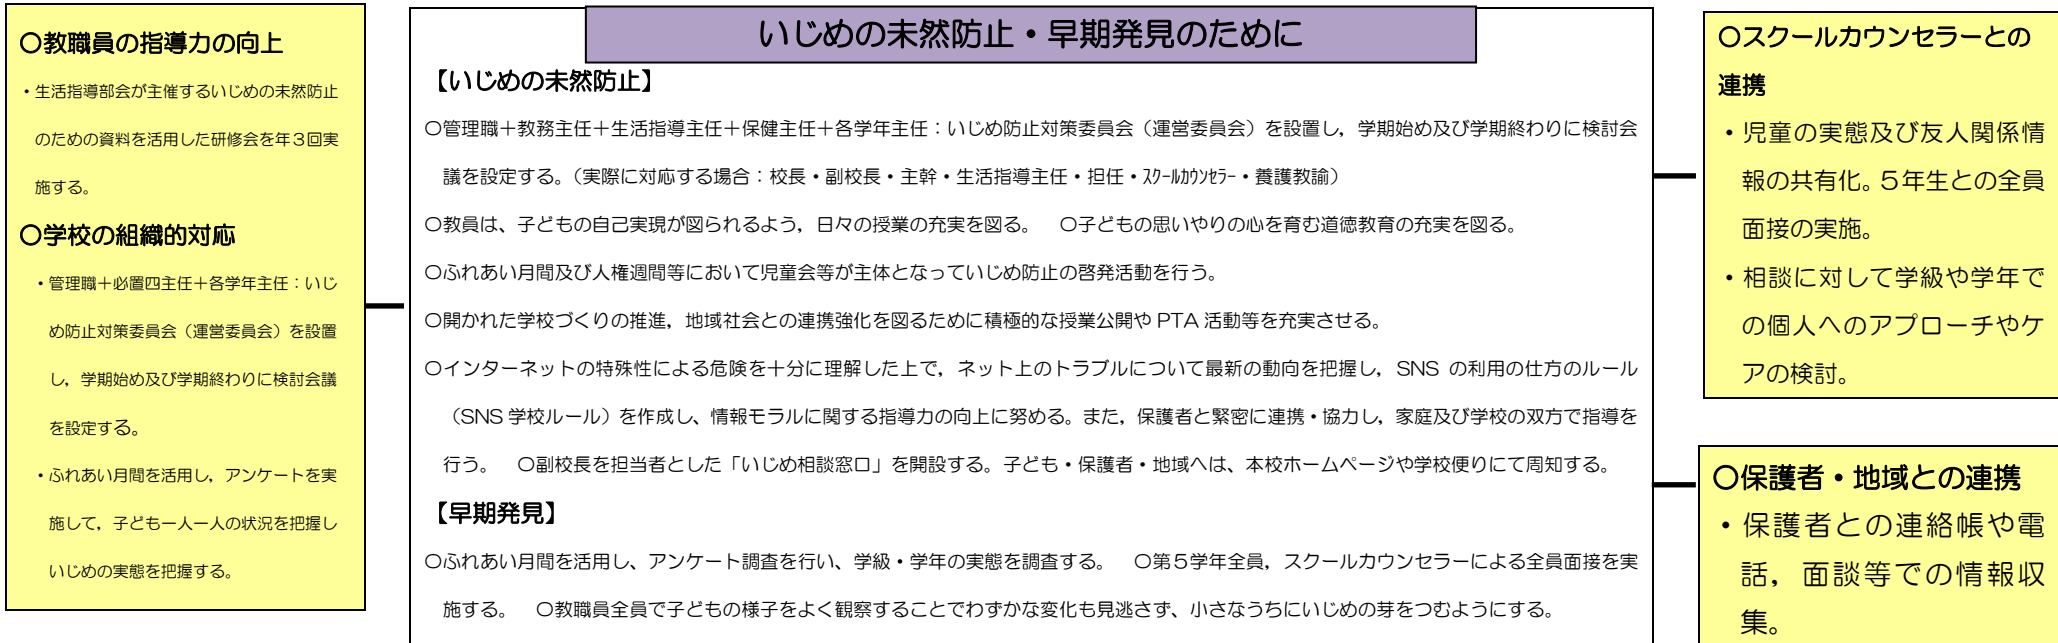 〇教職員の指導力の向上
・生活指導部会が主催するいじめの未然防止
のための資料を活用した研修会を年３回実
施する。
〇学校の組織的対応
・管理職＋必置四主任＋各学年主任：いじ
め防止対策委員会（運営委員会）を設置
し，学期始め及び学期終わりに検討会議
を設定する。
・ふれあい月間を活用し，アンケートを実
施して，子ども一人一人の状況を把握し
いじめの実態を把握する。
いじめの未然防止・早期発見のために
【いじめの未然防止】
〇管理職＋教務主任＋生活指導主任＋保健主任＋各学年主任：いじめ防止対策委員会（運営委員会）を設置し，学期始め及び学期終わりに検討会
議を設定する。（実際に対応する場合：校長・副校長・主幹・生活指導主任・担任・ｽｸｰﾙｶｳﾝｾﾗｰ・養護教諭）
〇教員は、子どもの自己実現が図られるよう，日々の授業の充実を図る。　〇子どもの思いやりの心を育む道徳教育の充実を図る。
〇ふれあい月間及び人権週間等において児童会等が主体となっていじめ防止の啓発活動を行う。
〇開かれた学校づくりの推進，地域社会との連携強化を図るために積極的な授業公開や PTA 活動等を充実させる。
〇インターネットの特殊性による危険を十分に理解した上で，ネット上のトラブルについて最新の動向を把握し，SNS の利用の仕方のルール
（SNS 学校ルール）を作成し、情報モラルに関する指導力の向上に努める。また，保護者と緊密に連携・協力し，家庭及び学校の双方で指導を
行う。　〇副校長を担当者とした「いじめ相談窓口」を開設する。子ども・保護者・地域へは、本校ホームページや学校便りにて周知する。
【早期発見】
〇ふれあい月間を活用し、アンケート調査を行い、学級・学年の実態を調査する。　〇第５学年全員，スクールカウンセラーによる全員面接を実
施する。　〇教職員全員で子どもの様子をよく観察することでわずかな変化も見逃さず、小さなうちにいじめの芽をつむようにする。
〇スクールカウンセラーとの
連携
・児童の実態及び友人関係情
報の共有化。５年生との全員
面接の実施。
・相談に対して学級や学年で
の個人へのアプローチやケ
アの検討。
〇保護者・地域との連携
・保護者との連絡帳や電
話，面談等での情報収
集。